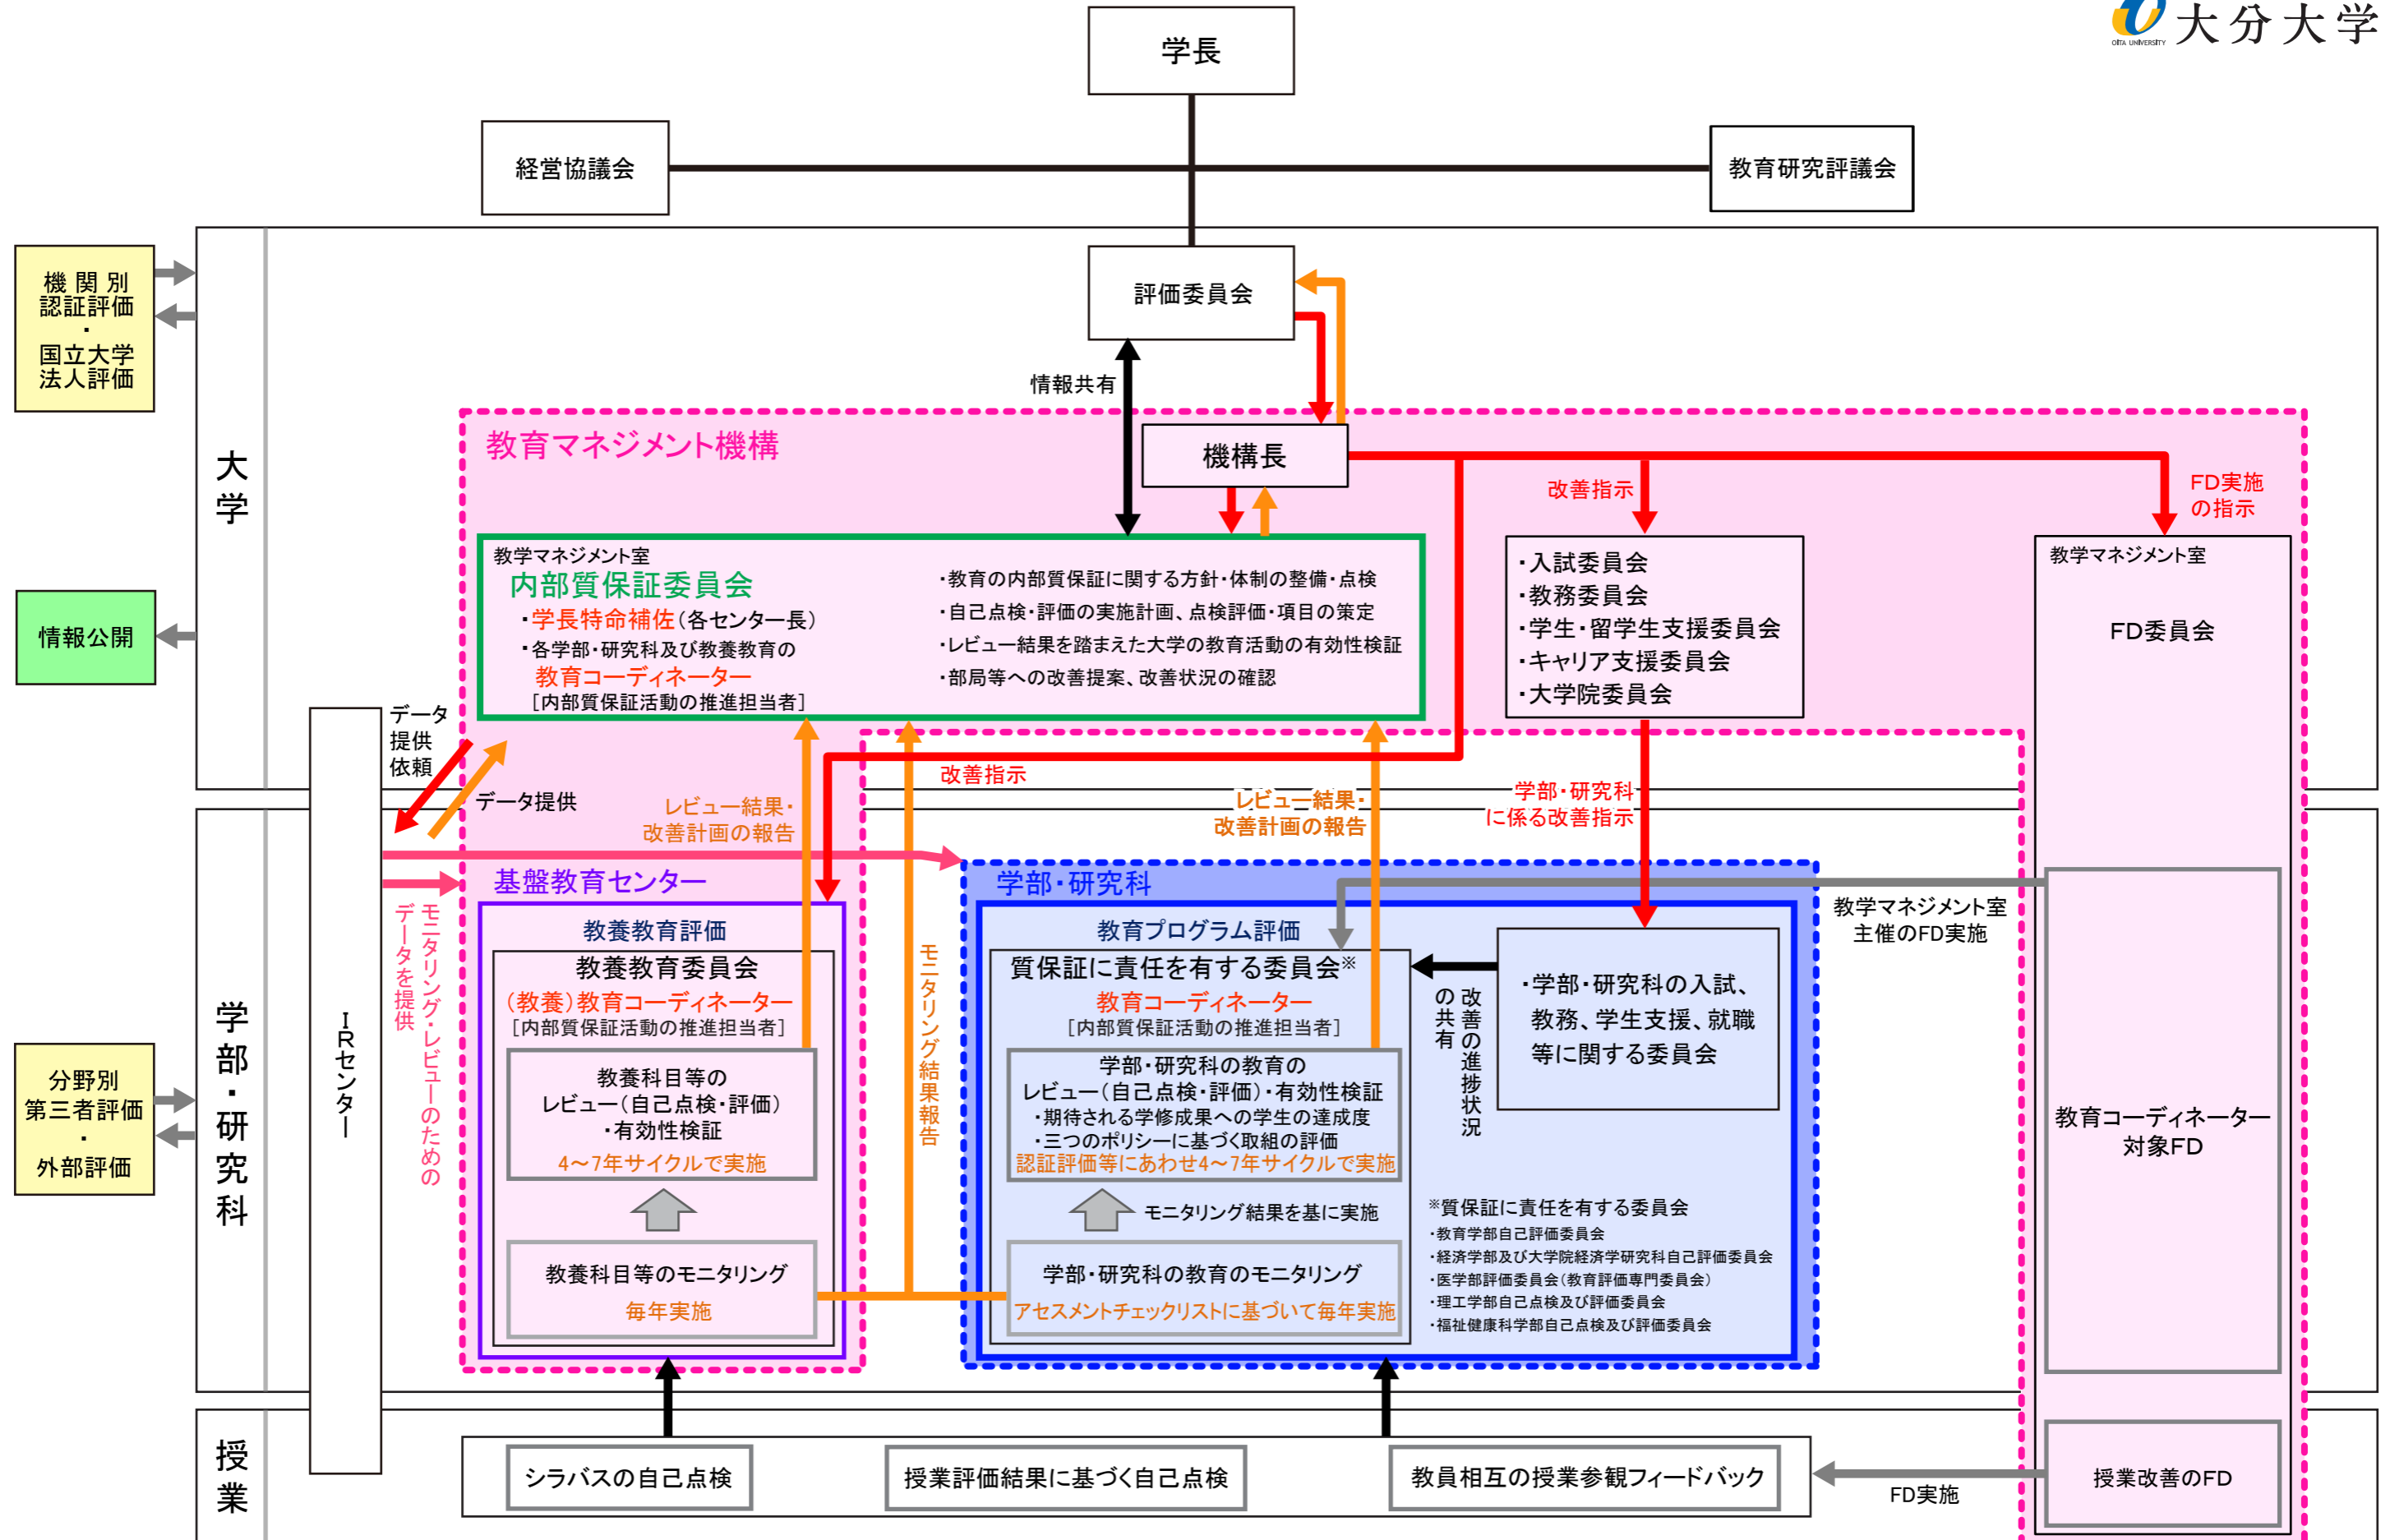 大分大学
OITA UNIVERSITY
学長
経営協議会
教育研究評議会
機関別
認証評価
・
国立大学
法人評価
評価委員会
情報共有
大学
教育マネジメント機構
機構長
改善指示
FD実施
の指示
教学マネジメント室
内部質保証委員会
・学長特命補佐(各センター長)
・各学部・研究科及び教養教育の
教育コーディネーター
[内部質保証活動の推進担当者]
・教育の内部質保証に関する方針・体制の整備・点検
・自己点検・評価の実施計画、点検評価・項目の策定
・レビュー結果を踏まえた大学の教育活動の有効性検証
・部局等への改善提案、改善状況の確認
・入試委員会
・教務委員会
・学生・留学生支援委員会
・キャリア支援委員会
・大学院委員会
教学マネジメント室
FD委員会
情報公開
データ
提供
依頼
データ提供
改善指示
レビュー結果・
改善計画の報告
レビュー結果・
改善計画の報告
学部・研究科
に係る改善指示
学部・研究科
IRセンター
モニタリング・レビューのための
データを提供
基盤教育センター
教養教育評価
教養教育委員会
(教養)教育コーディネーター
[内部質保証活動の推進担当者]
教養科目等の
レビュー(自己点検・評価)
・有効性検証
4～7年サイクルで実施
教養科目等のモニタリング
毎年実施
モニタリング結果報告
学部・研究科
教育プログラム評価
質保証に責任を有する委員会※
教育コーディネーター
[内部質保証活動の推進担当者]
学部・研究科の教育の
レビュー(自己点検・評価)・有効性検証
・期待される学修成果への学生の達成度
・三つのポリシーに基づく取組の評価
認証評価等にあわせ4～7年サイクルで実施
モニタリング結果を基に実施
学部・研究科の教育のモニタリング
アセスメントチェックリストに基づいて毎年実施
改善の進捗状況
の共有
・学部・研究科の入試、
教務、学生支援、就職
等に関する委員会
※質保証に責任を有する委員会
・教育学部自己評価委員会
・経済学部及び大学院経済学研究科自己評価委員会
・医学部評価委員会(教育評価専門委員会)
・理工学部自己点検及び評価委員会
・福祉健康科学部自己点検及び評価委員会
教学マネジメント室
主催のFD実施
教育コーディネーター
対象FD
分野別
第三者評価
・
外部評価
授業
シラバスの自己点検
授業評価結果に基づく自己点検
教員相互の授業参観フィードバック
FD実施
授業改善のFD